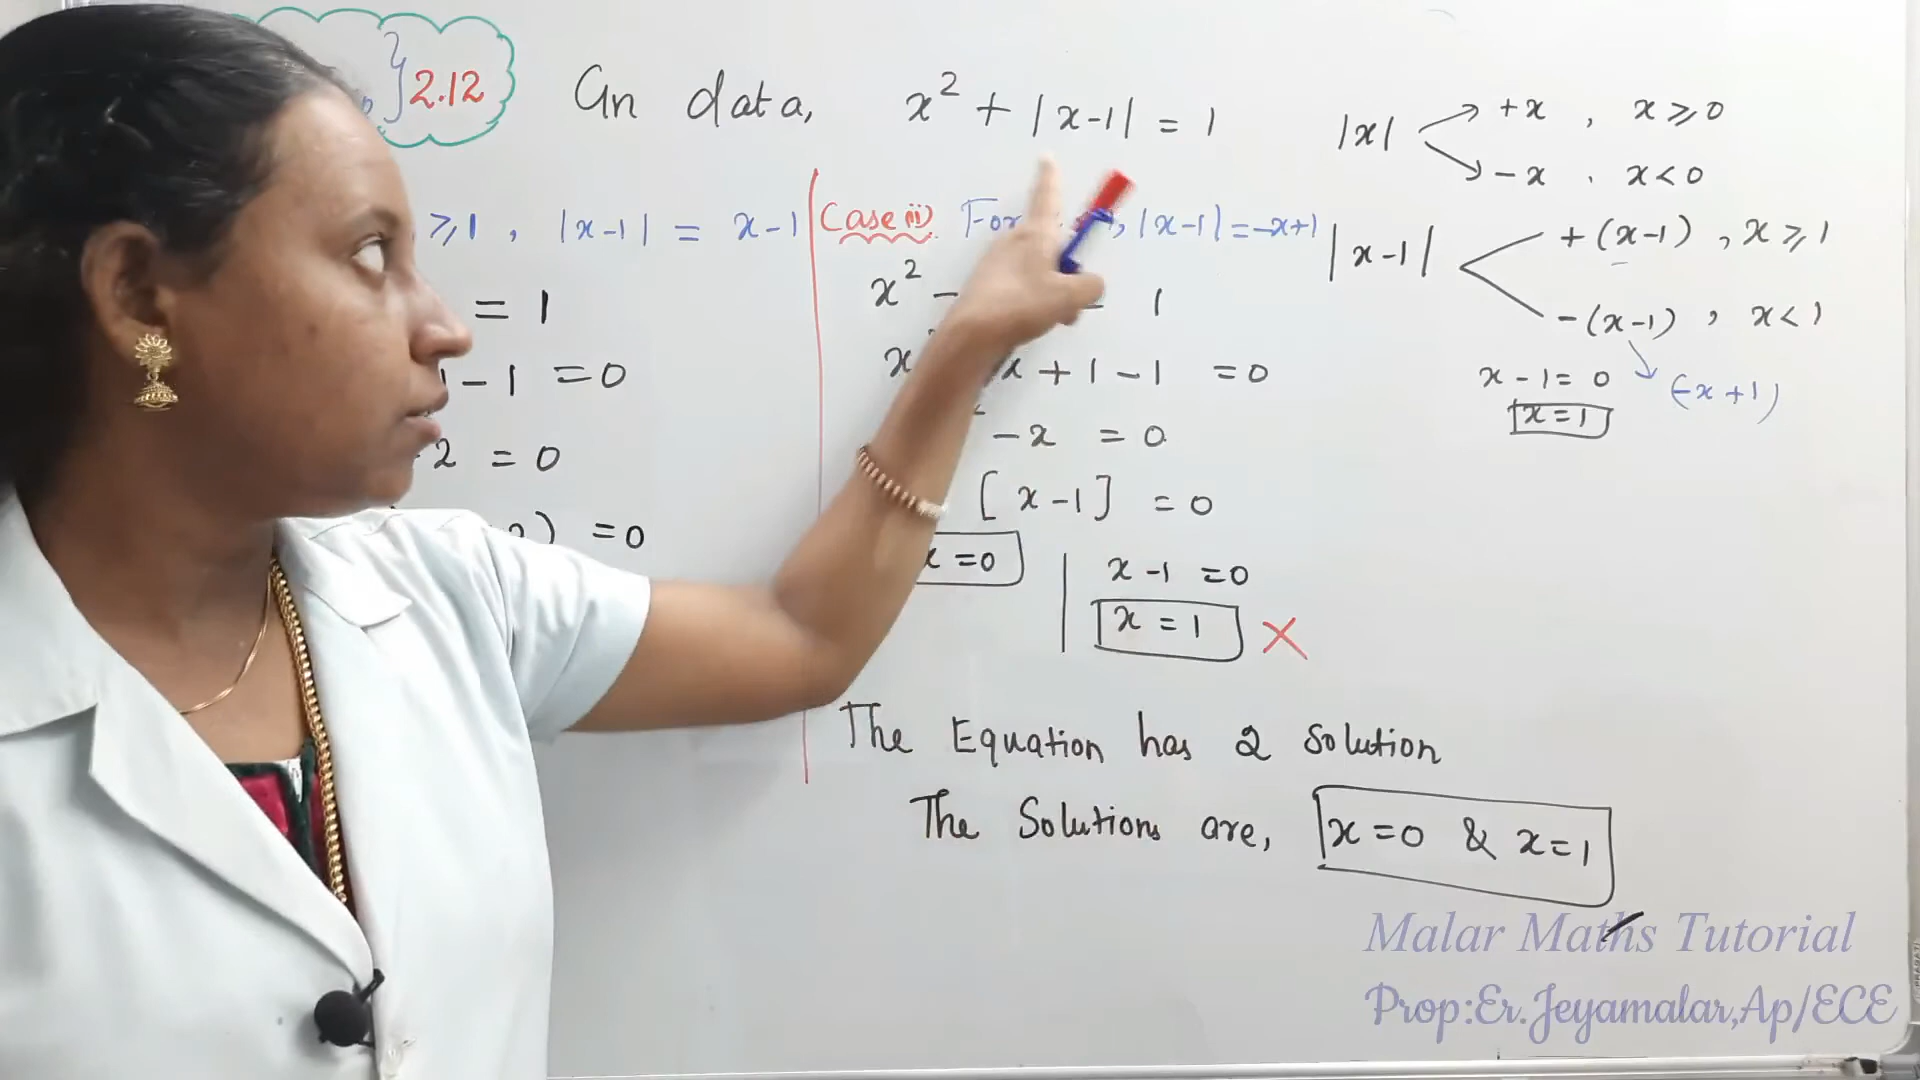 } 2.12
Gn data, x² + |x-1| = 1
≥1, |x-1| = x-1
= 1
1-1 =0
2 = 0
) =0
Case (ii) For , |x-1| = -x+1
x² - = 1
x x + 1 - 1 = 0
- x = 0
[x-1] = 0
x = 0
x - 1 = 0
x = 1 ×
The Equation has 2 Solution
The Solutions are, x = 0 & x = 1
|x|
+x , x ≥ 0
-x . x < 0
|x-1|
+(x-1) , x ≥ 1
-(x-1) , x < 1
x - 1 = 0
(-x + 1)
x = 1
Malar Maths Tutorial
Prop:Er.Jeyamalar,Ap/ECE